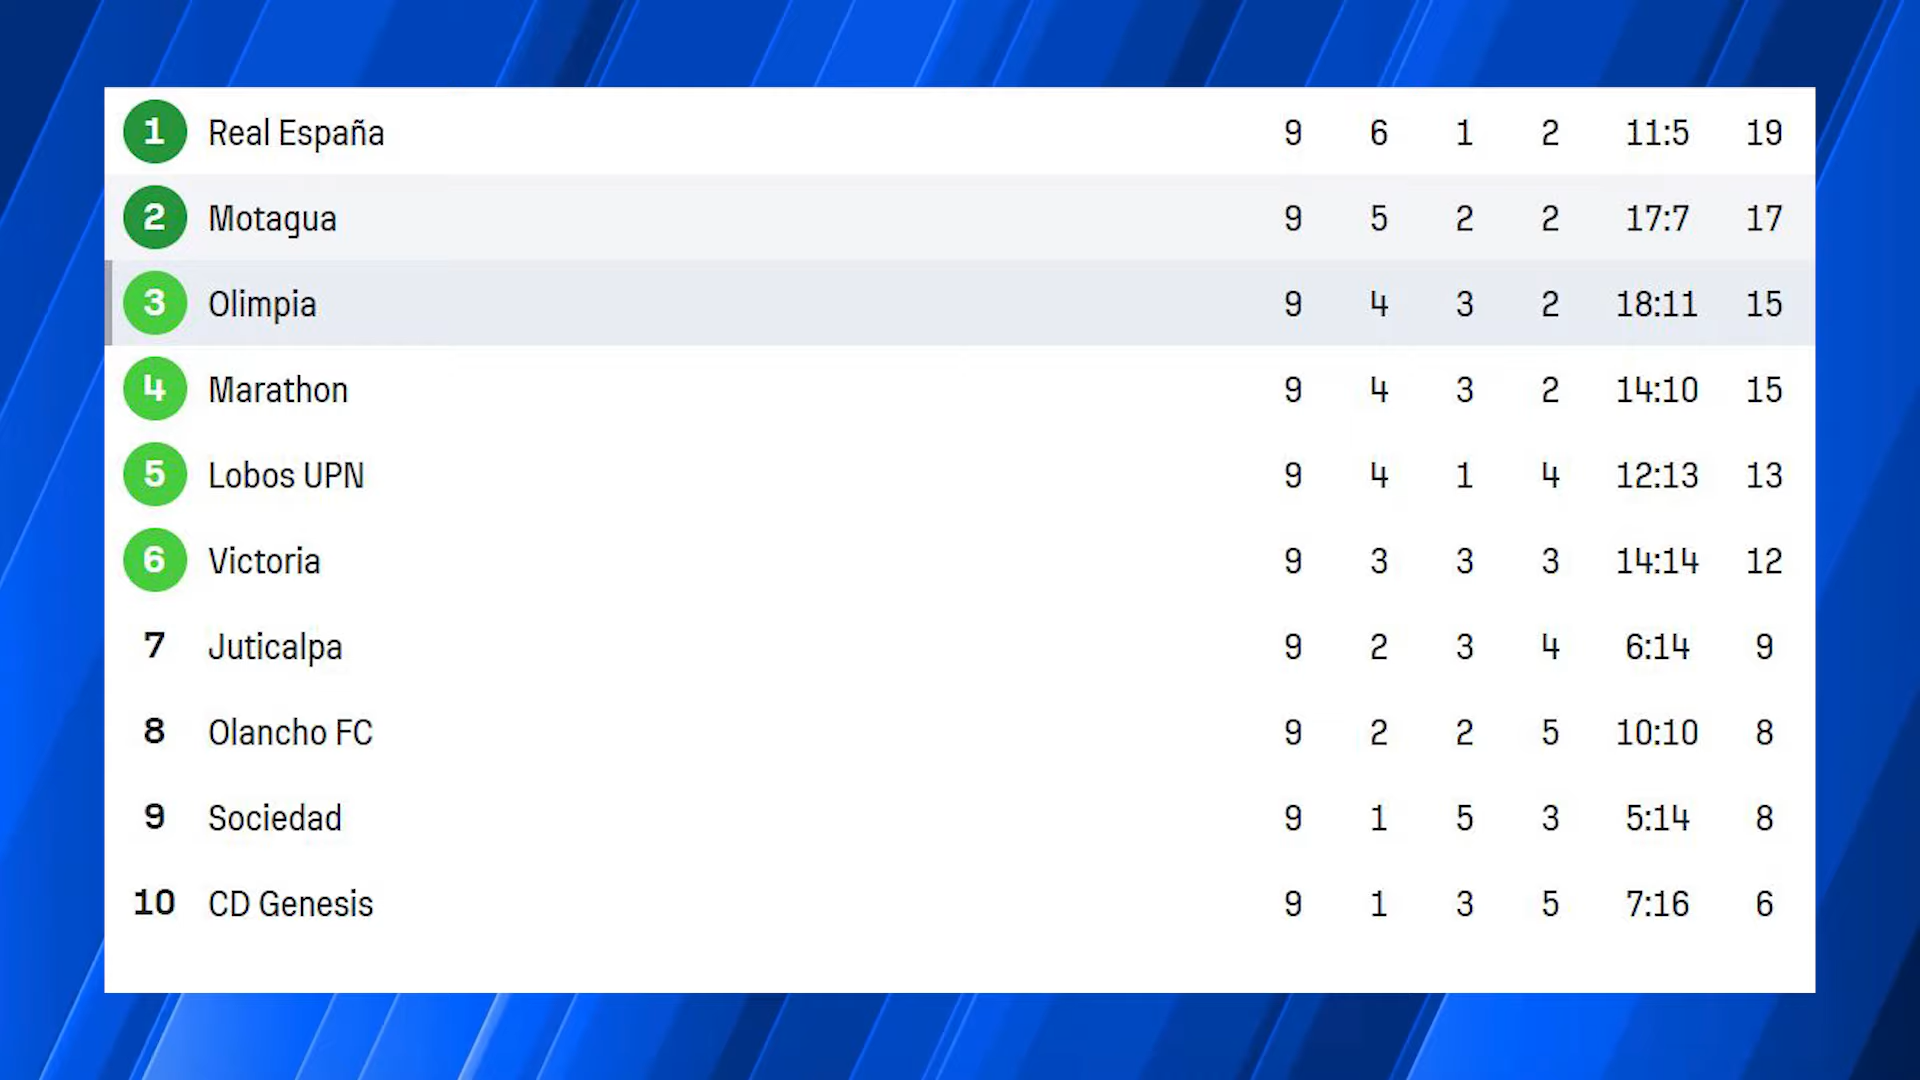 1 Real España 9 6 1 2 11:5 19
2 Motagua 9 5 2 2 17:7 17
3 Olimpia 9 4 3 2 18:11 15
4 Marathon 9 4 3 2 14:10 15
5 Lobos UPN 9 4 1 4 12:13 13
6 Victoria 9 3 3 3 14:14 12
7 Juticalpa 9 2 3 4 6:14 9
8 Olancho FC 9 2 2 5 10:10 8
9 Sociedad 9 1 5 3 5:14 8
10 CD Genesis 9 1 3 5 7:16 6